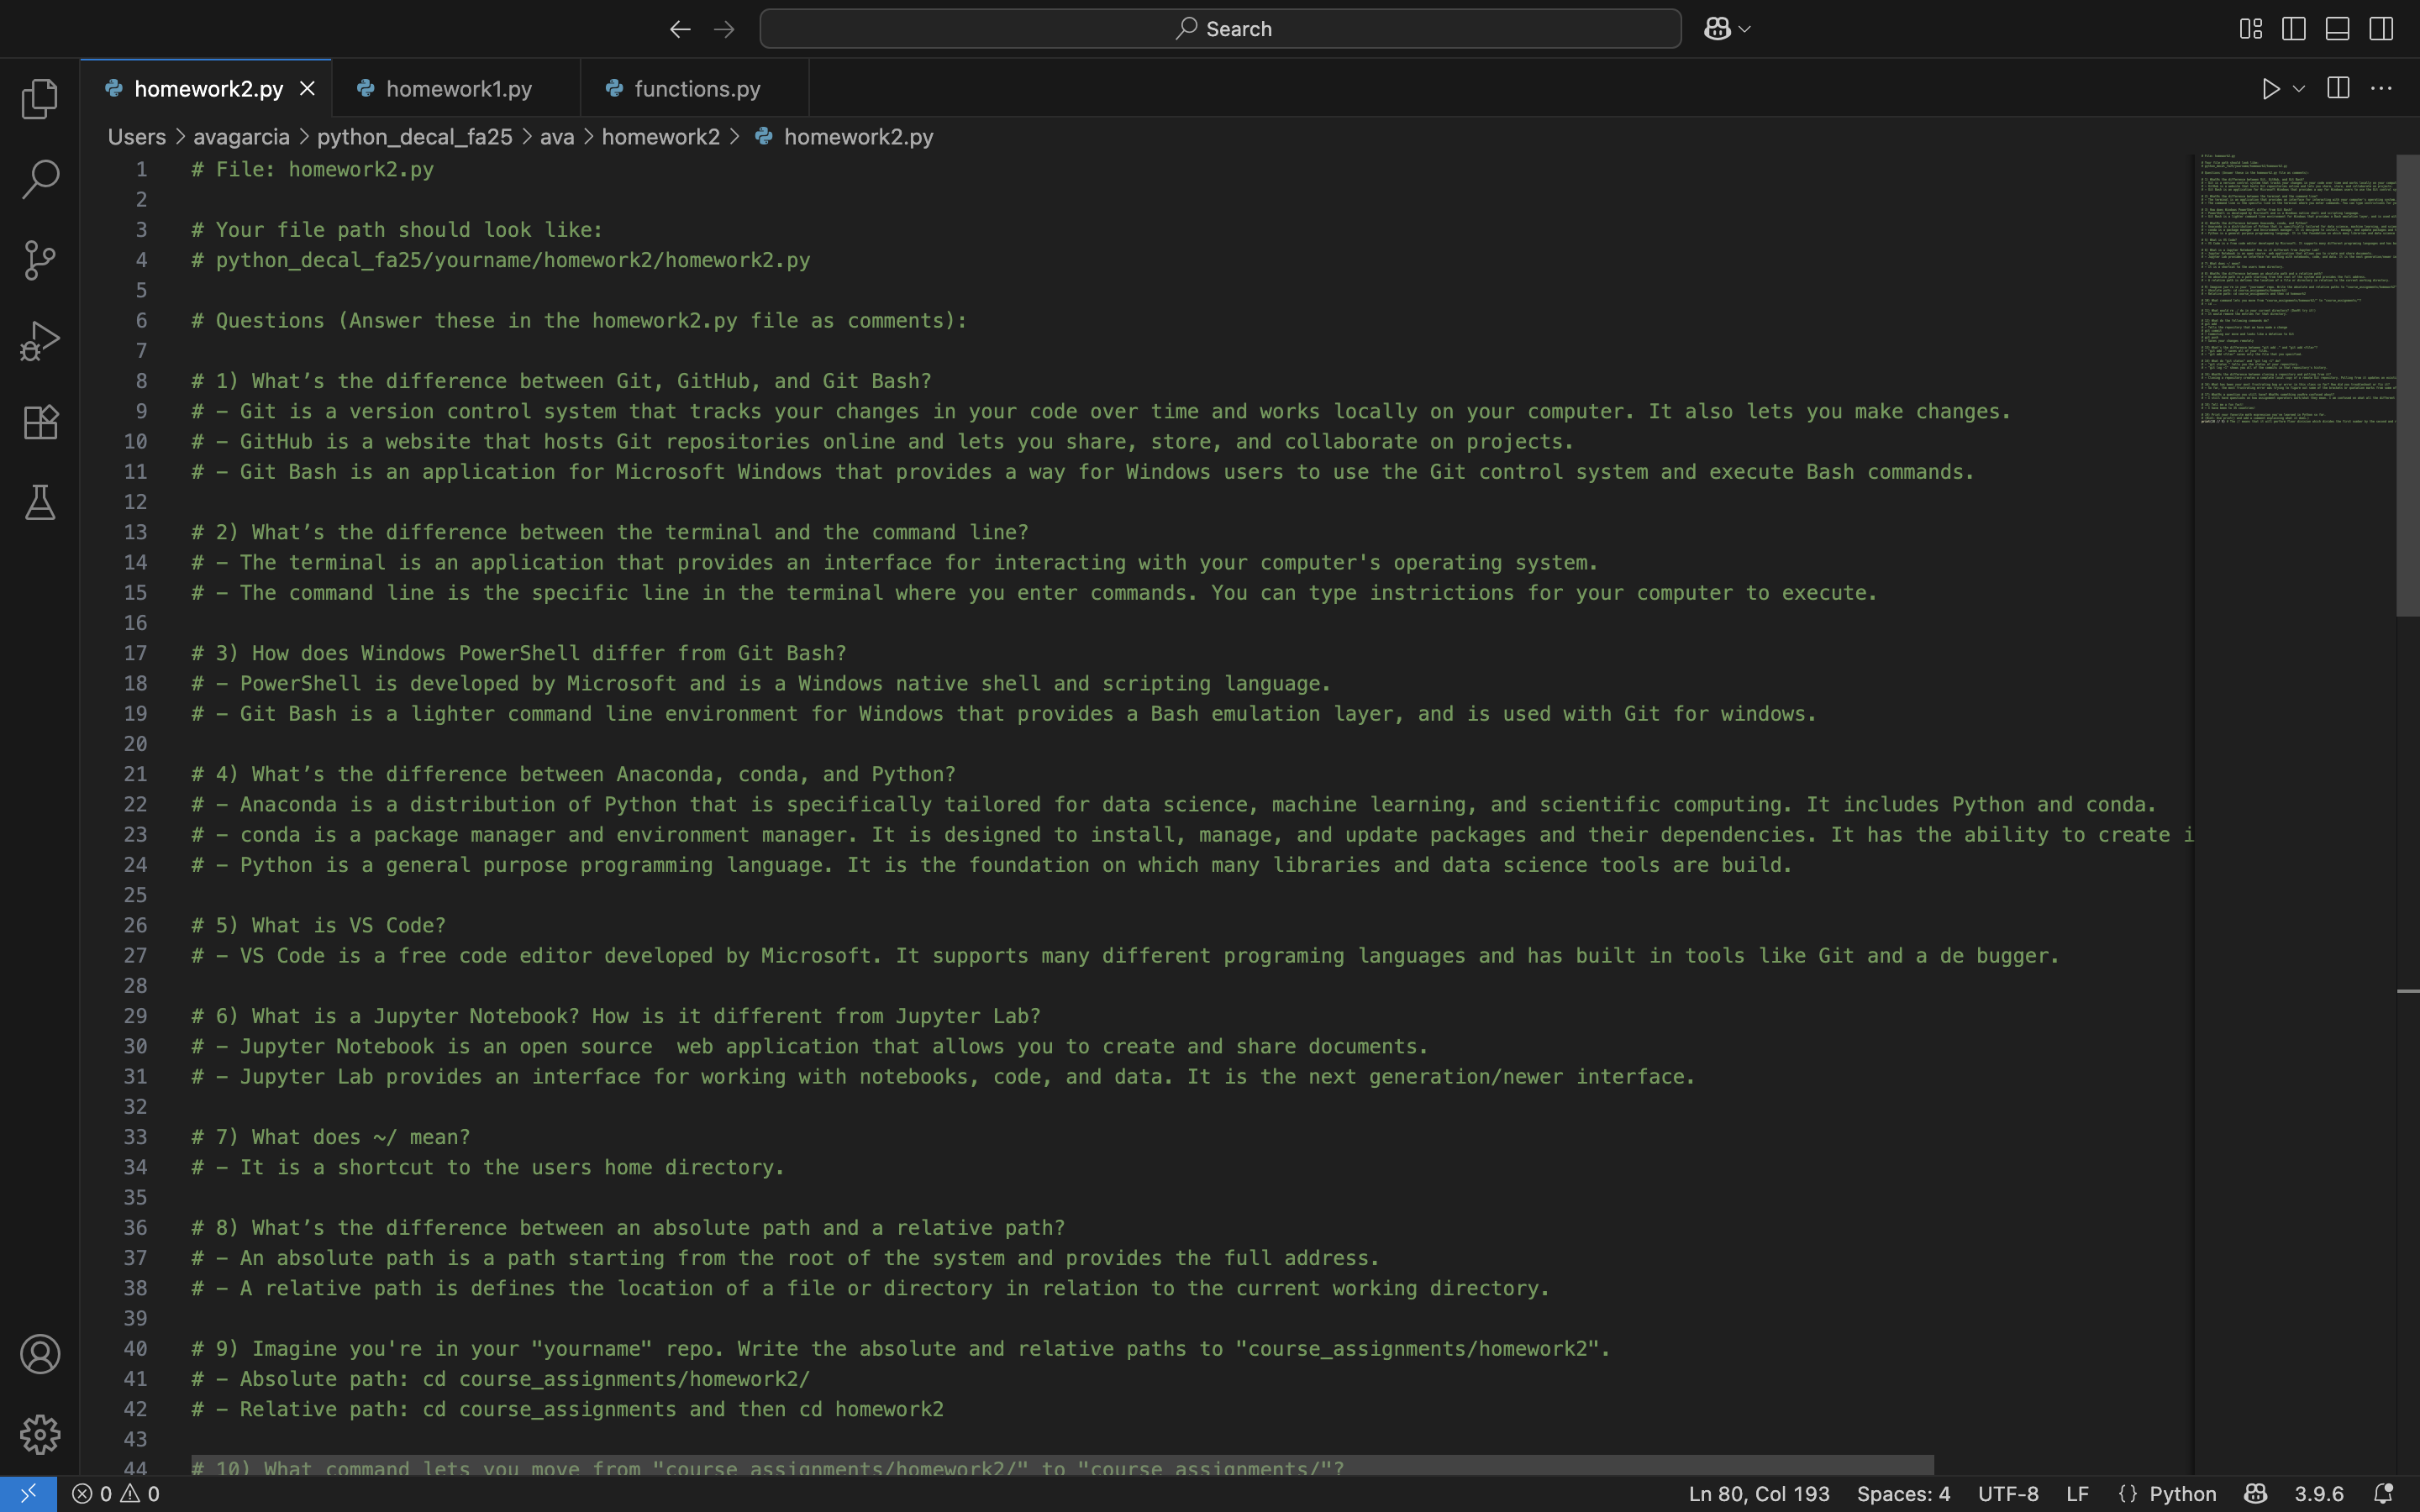 Search
homework2.py
homework1.py
functions.py
Users > avagarcia > python_decal_fa25 > ava > homework2 > homework2.py
1 # File: homework2.py
2
3 # Your file path should look like:
4 # python_decal_fa25/yourname/homework2/homework2.py
5
6 # Questions (Answer these in the homework2.py file as comments):
7
8 # 1) What’s the difference between Git, GitHub, and Git Bash?
9 # - Git is a version control system that tracks your changes in your code over time and works locally on your computer. It also lets you make changes.
10 # - GitHub is a website that hosts Git repositories online and lets you share, store, and collaborate on projects.
11 # - Git Bash is an application for Microsoft Windows that provides a way for Windows users to use the Git control system and execute Bash commands.
12
13 # 2) What’s the difference between the terminal and the command line?
14 # - The terminal is an application that provides an interface for interacting with your computer's operating system.
15 # - The command line is the specific line in the terminal where you enter commands. You can type instrictions for your computer to execute.
16
17 # 3) How does Windows PowerShell differ from Git Bash?
18 # - PowerShell is developed by Microsoft and is a Windows native shell and scripting language.
19 # - Git Bash is a lighter command line environment for Windows that provides a Bash emulation layer, and is used with Git for windows.
20
21 # 4) What’s the difference between Anaconda, conda, and Python?
22 # - Anaconda is a distribution of Python that is specifically tailored for data science, machine learning, and scientific computing. It includes Python and conda.
23 # - conda is a package manager and environment manager. It is designed to install, manage, and update packages and their dependencies. It has the ability to create i
24 # - Python is a general purpose programming language. It is the foundation on which many libraries and data science tools are build.
25
26 # 5) What is VS Code?
27 # - VS Code is a free code editor developed by Microsoft. It supports many different programing languages and has built in tools like Git and a de bugger.
28
29 # 6) What is a Jupyter Notebook? How is it different from Jupyter Lab?
30 # - Jupyter Notebook is an open source  web application that allows you to create and share documents.
31 # - Jupyter Lab provides an interface for working with notebooks, code, and data. It is the next generation/newer interface.
32
33 # 7) What does ~/ mean?
34 # - It is a shortcut to the users home directory.
35
36 # 8) What’s the difference between an absolute path and a relative path?
37 # - An absolute path is a path starting from the root of the system and provides the full address.
38 # - A relative path is defines the location of a file or directory in relation to the current working directory.
39
40 # 9) Imagine you're in your "yourname" repo. Write the absolute and relative paths to "course_assignments/homework2".
41 # - Absolute path: cd course_assignments/homework2/
42 # - Relative path: cd course_assignments and then cd homework2
43
44 # 10) What command lets you move from "course_assignments/homework2/" to "course_assignments/"?
0 0 Ln 80, Col 193 Spaces: 4 UTF-8 LF {} Python 3.9.6